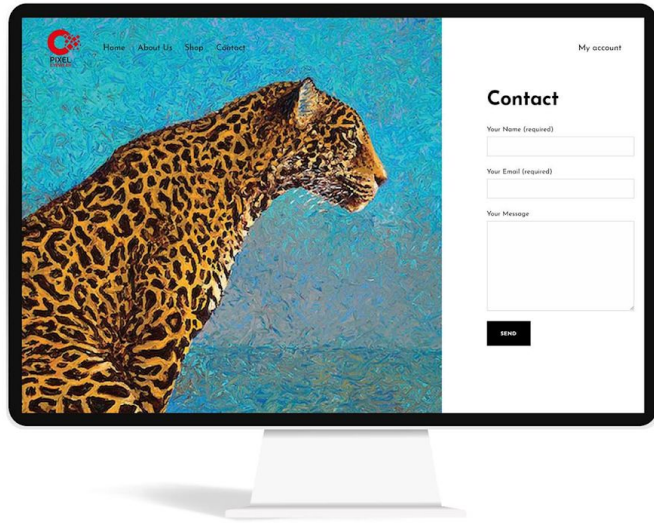 PIXEL
Home About Us Shop Contact
My account
Contact
Your Name (required)
Your Email (required)
Your Message
SEND